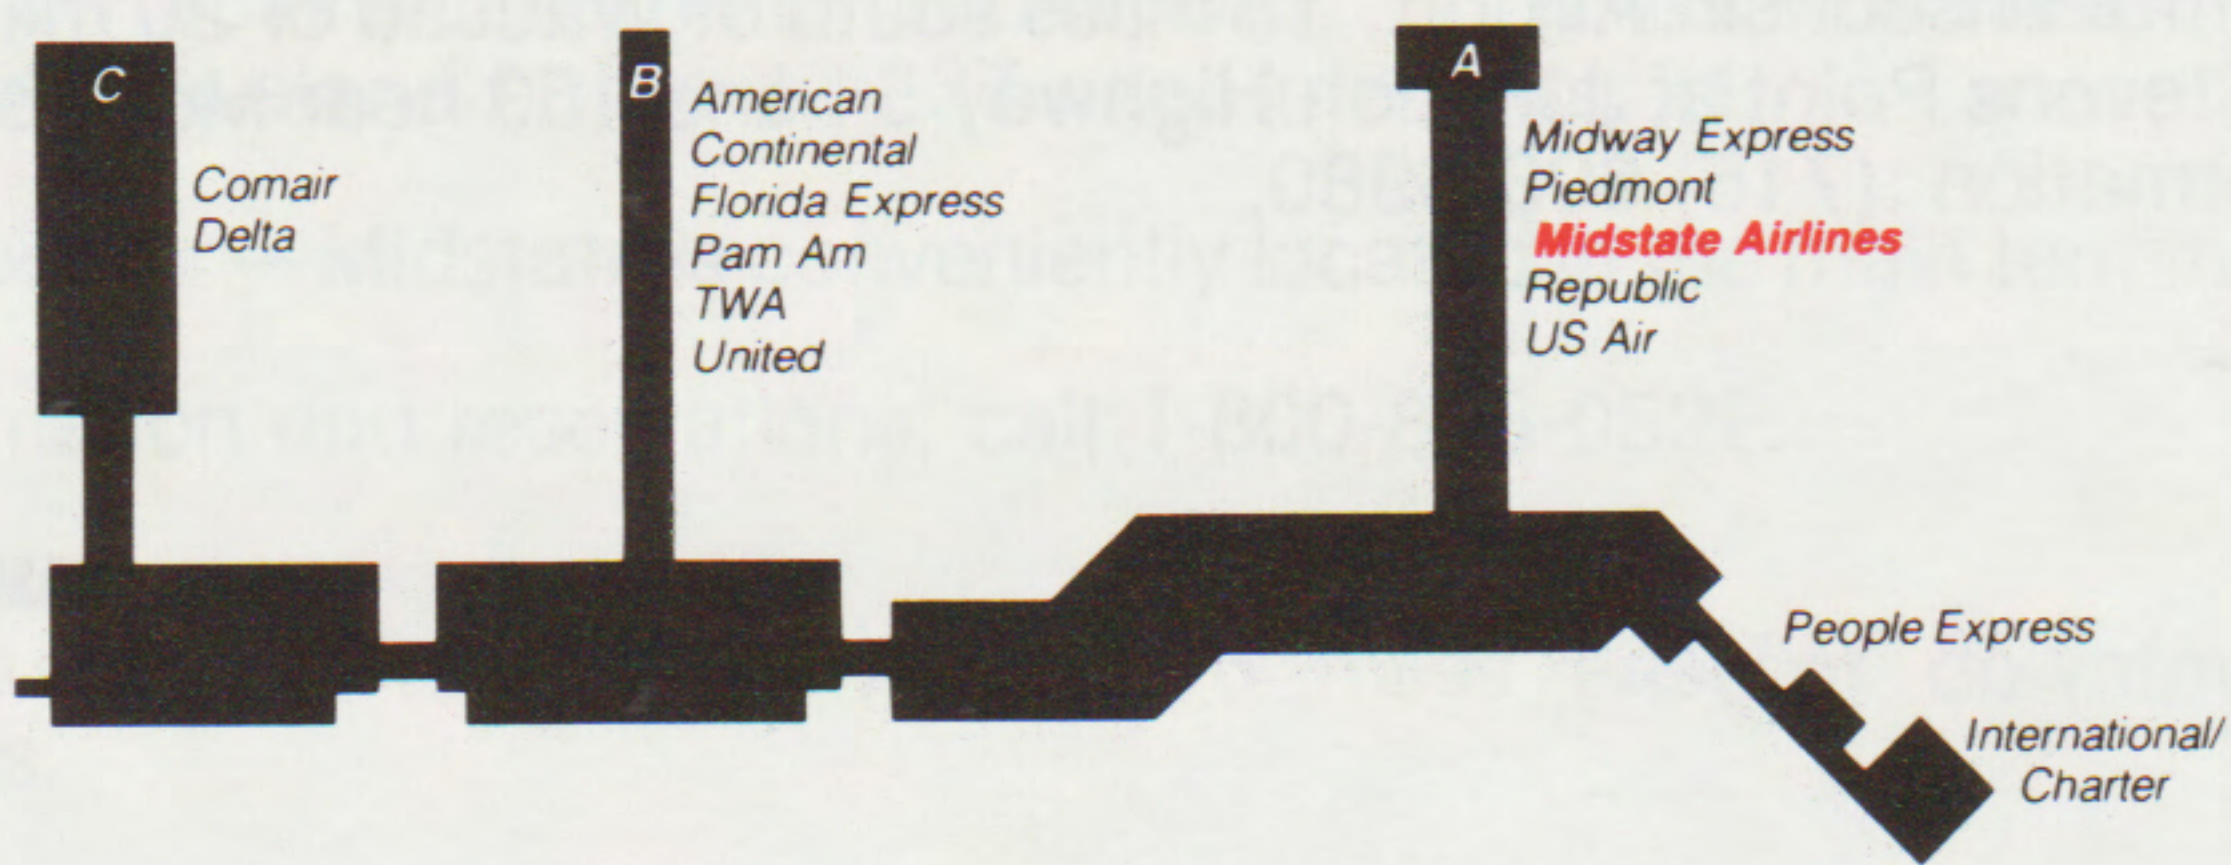 C
Comair
Delta
B
American
Continental
Florida Express
Pam Am
TWA
United
A
Midway Express
Piedmont
Midstate Airlines
Republic
US Air
People Express
International/
Charter